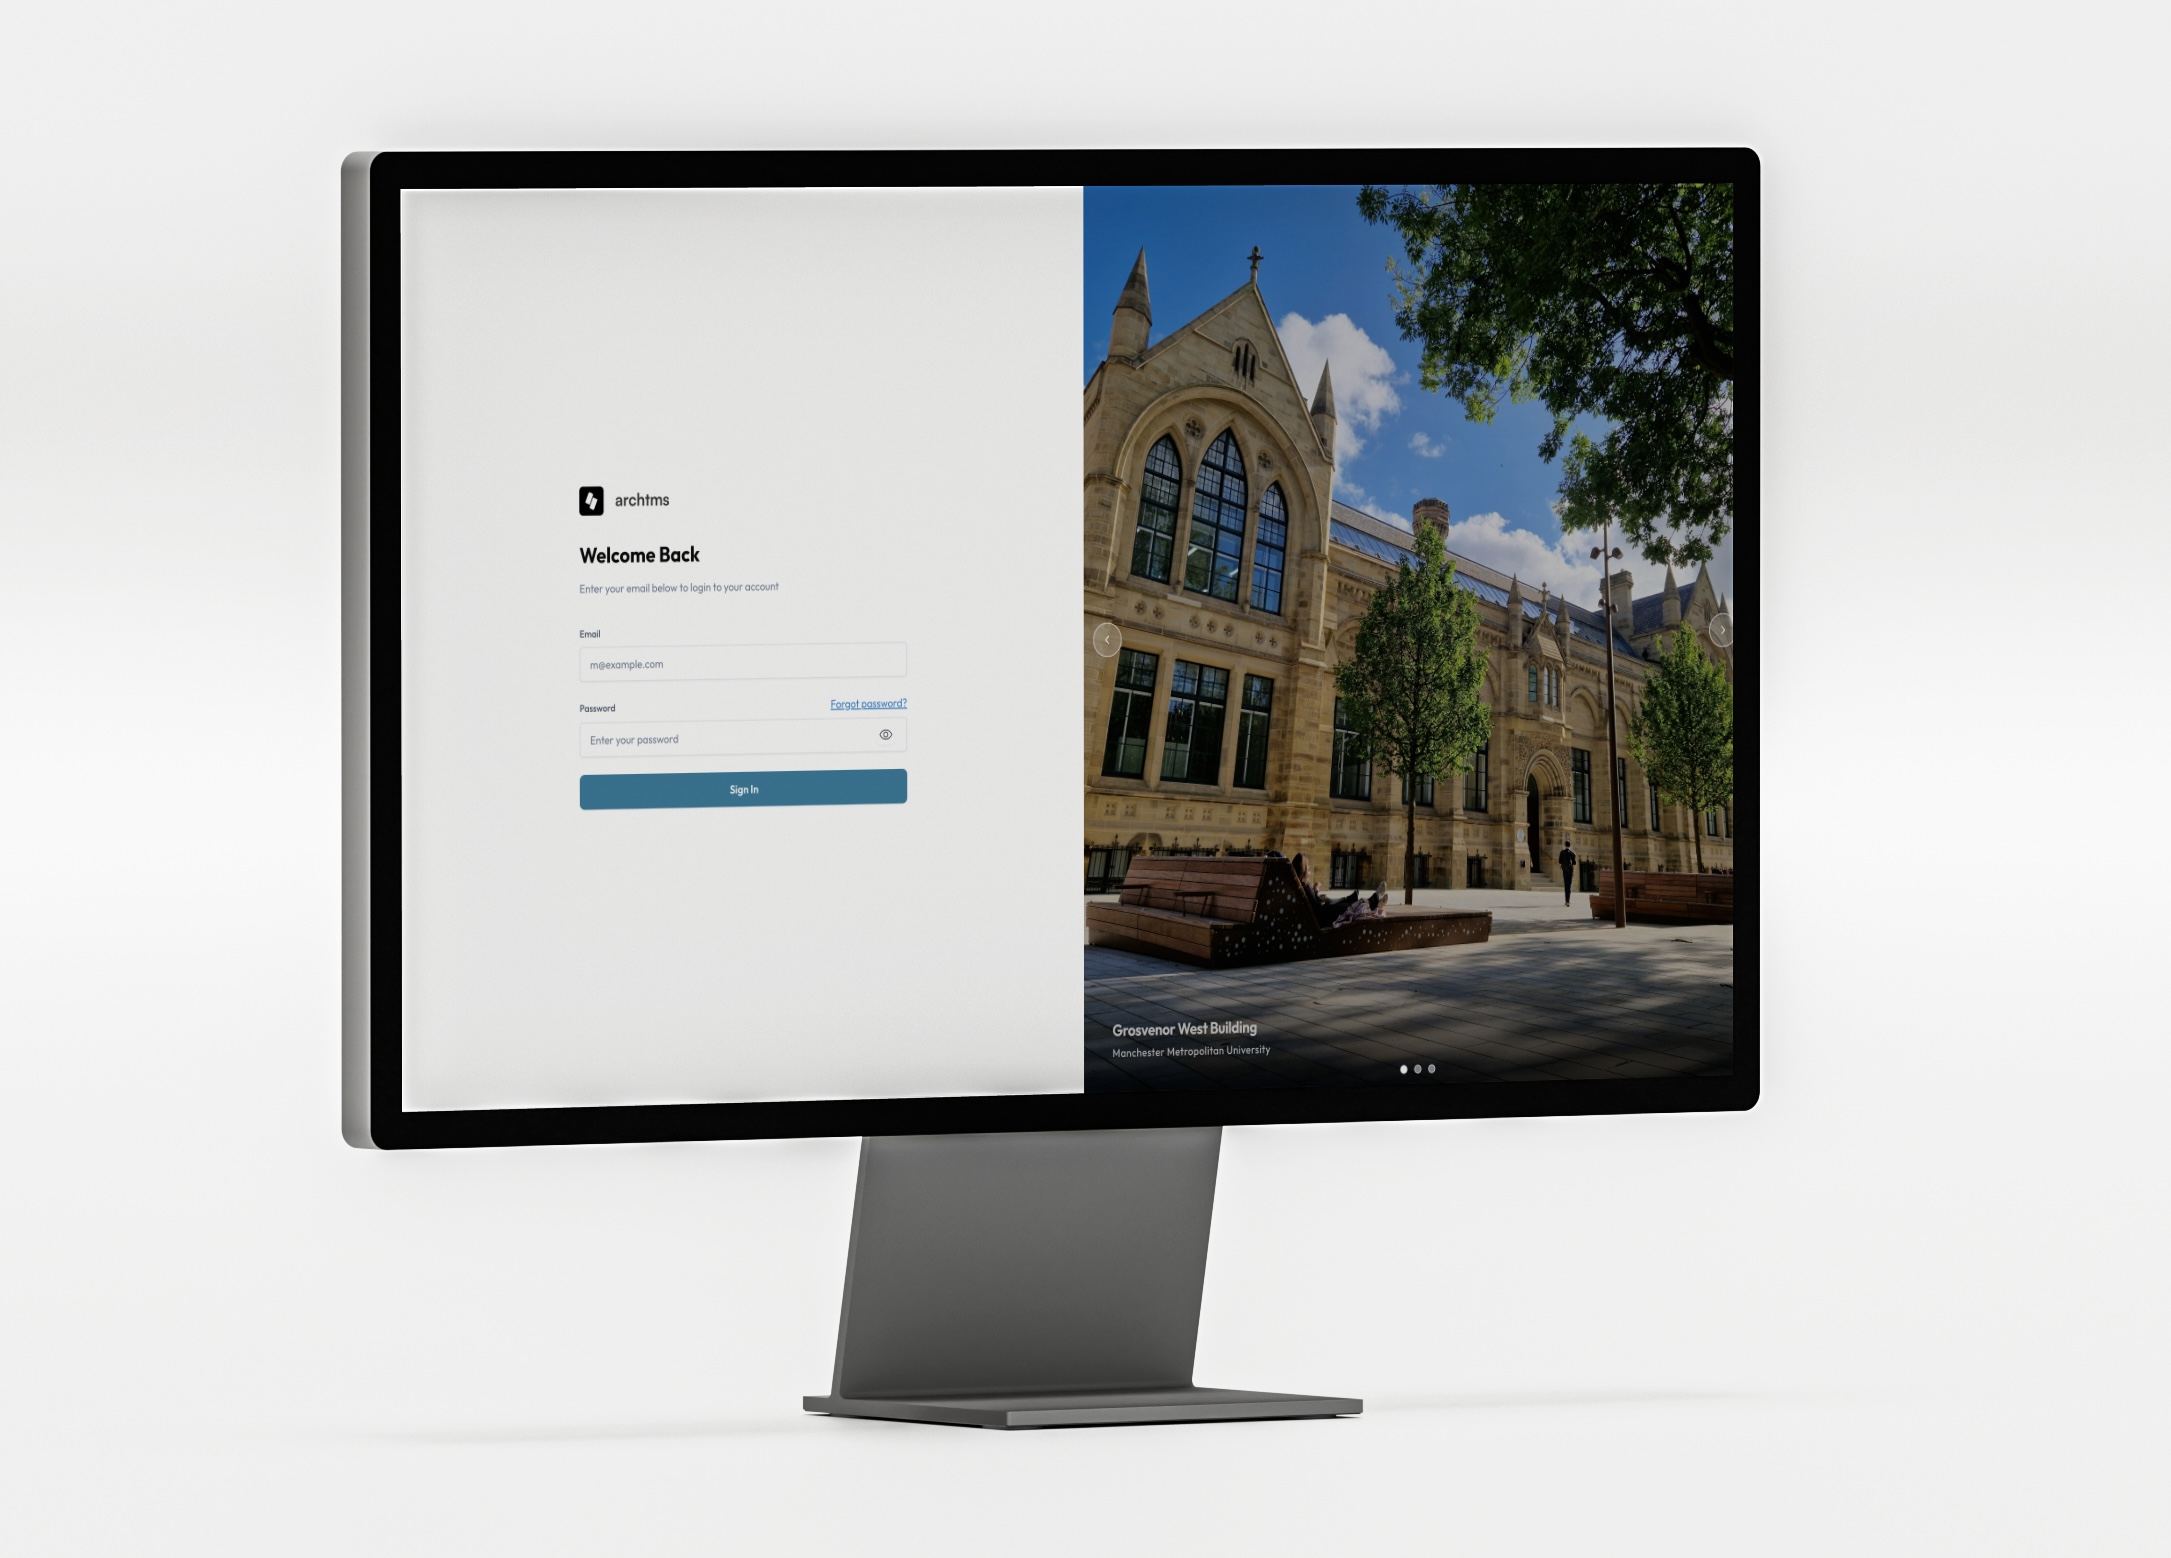 archtms
Welcome Back
Enter your email below to login to your account
Email
m@example.com
Password
Forgot password?
Enter your password
Sign In
Grosvenor West Building
Manchester Metropolitan University